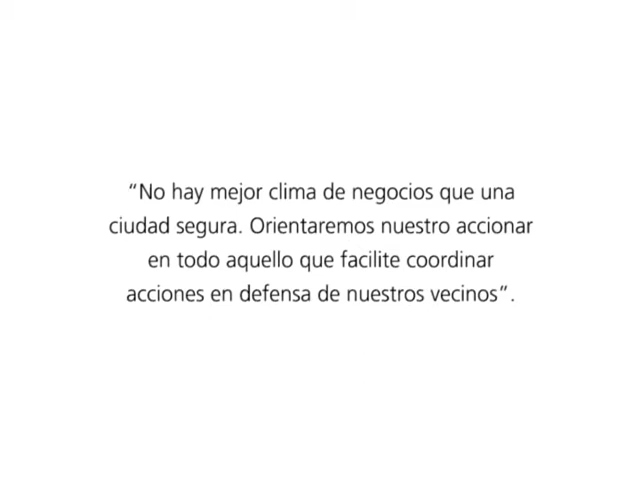 “No hay mejor clima de negocios que una
ciudad segura. Orientaremos nuestro accionar
en todo aquello que facilite coordinar
acciones en defensa de nuestros vecinos”.